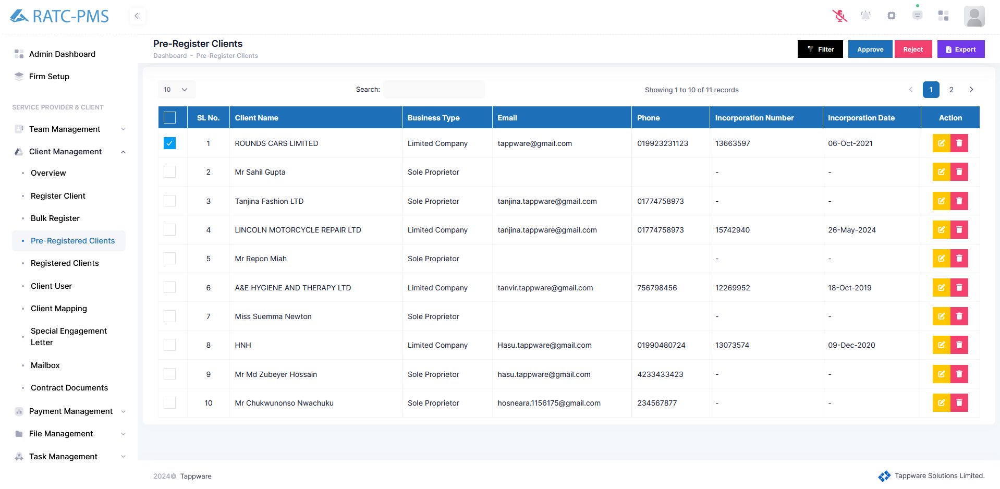 RATC-PMS
Admin Dashboard
Firm Setup
SERVICE PROVIDER & CLIENT
Team Management
Client Management
Overview
Register Client
Bulk Register
Pre-Registered Clients
Registered Clients
Client User
Client Mapping
Special Engagement
Letter
Mailbox
Contract Documents
Payment Management
File Management
Task Management
Pre-Register Clients
Dashboard - Pre-Register Clients
Filter Approve Reject Export
10 Search: Showing 1 to 10 of 11 records 1 2
SL No. Client Name Business Type Email Phone Incorporation Number Incorporation Date Action
1 ROUNDS CARS LIMITED Limited Company tappware@gmail.com 019923231123 13663597 06-Oct-2021
2 Mr Sahil Gupta Sole Proprietor - -
3 Tanjina Fashion LTD Sole Proprietor tanjina.tappware@gmail.com 01774758973 - -
4 LINCOLN MOTORCYCLE REPAIR LTD Limited Company tanjina.tappware@gmail.com 01774758973 15742940 26-May-2024
5 Mr Repon Miah Sole Proprietor - -
6 A&E HYGIENE AND THERAPY LTD Limited Company tanvir.tappware@gmail.com 756798456 12269952 18-Oct-2019
7 Miss Suemma Newton Sole Proprietor - -
8 HNH Limited Company Hasu.tappware@gmail.com 01990480724 13073574 09-Dec-2020
9 Mr Md Zubeyer Hossain Sole Proprietor hasu.tappware@gmail.com 4233433423 - -
10 Mr Chukwunonso Nwachuku Sole Proprietor hosneara.1156175@gmail.com 234567877 - -
2024© Tappware
Tappware Solutions Limited.